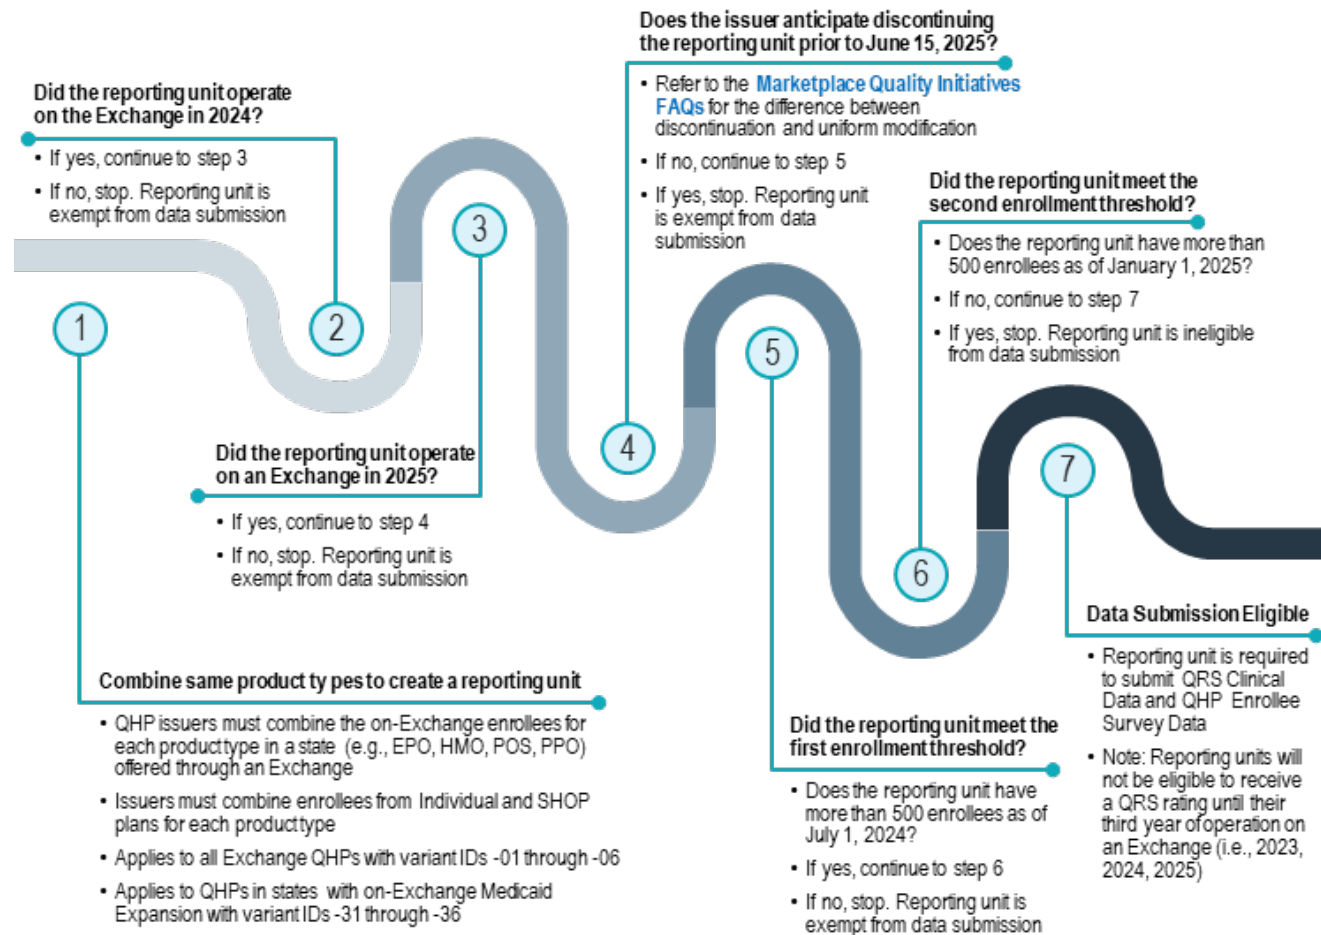 1
Combine same product ty pes to create a reporting unit
• QHP issuers must combine the on-Exchange enrollees for
each product type in a state (e.g., EPO, HMO, POS, PPO)
offered through an Exchange
• Issuers must combine enrollees from Individual and SHOP
plans for each product type
• Applies to all Exchange QHPs with variant IDs -01 through -06
• Applies to QHPs in states with on-Exchange Medicaid
Expansion with variant IDs -31 through -36
2
Did the reporting unit operate
on the Exchange in 2024?
• If yes, continue to step 3
• If no, stop. Reporting unit is
exempt from data submission
3
Did the reporting unit operate
on an Exchange in 2025?
• If yes, continue to step 4
• If no, stop. Reporting unit is
exempt from data submission
4
Does the issuer anticipate discontinuing
the reporting unit prior to June 15, 2025?
• Refer to the Marketplace Quality Initiatives
FAQs for the difference between
discontinuation and uniform modification
• If no, continue to step 5
• If yes, stop. Reporting unit
is exempt from data
submission
5
Did the reporting unit meet the
first enrollment threshold?
• Does the reporting unit have
more than 500 enrollees as of
July 1, 2024?
• If yes, continue to step 6
• If no, stop. Reporting unit is
exempt from data submission
6
Did the reporting unit meet the
second enrollment threshold?
• Does the reporting unit have more than
500 enrollees as of January 1, 2025?
• If no, continue to step 7
• If yes, stop. Reporting unit is ineligible
from data submission
7
Data Submission Eligible
• Reporting unit is required
to submit QRS Clinical
Data and QHP Enrollee
Survey Data
• Note: Reporting units will
not be eligible to receive
a QRS rating until their
third year of operation on
an Exchange (i.e., 2023,
2024, 2025)